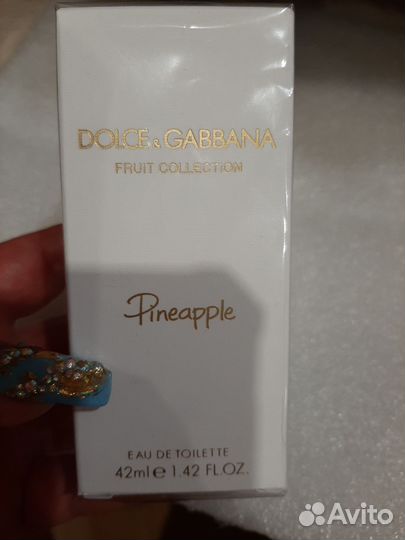 DOLCE & GABBANA
FRUIT COLLECTION
Pineapple
EAU DE TOILETTE
42ml e 1.42 FL.OZ.
Avito